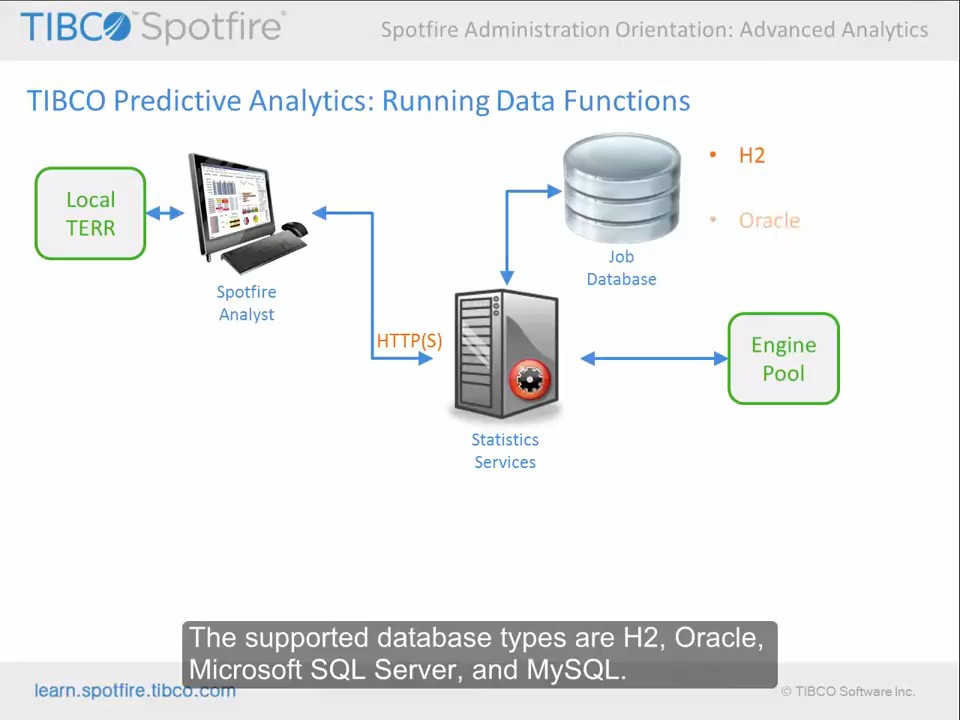 TIBCO Spotfire®
Spotfire Administration Orientation: Advanced Analytics
TIBCO Predictive Analytics: Running Data Functions
Local
TERR
Spotfire
Analyst
HTTP(S)
Job
Database
• H2
• Oracle
Statistics
Services
Engine
Pool
The supported database types are H2, Oracle,
Microsoft SQL Server, and MySQL.
learn.spotfire.tibco.com
© TIBCO Software Inc.